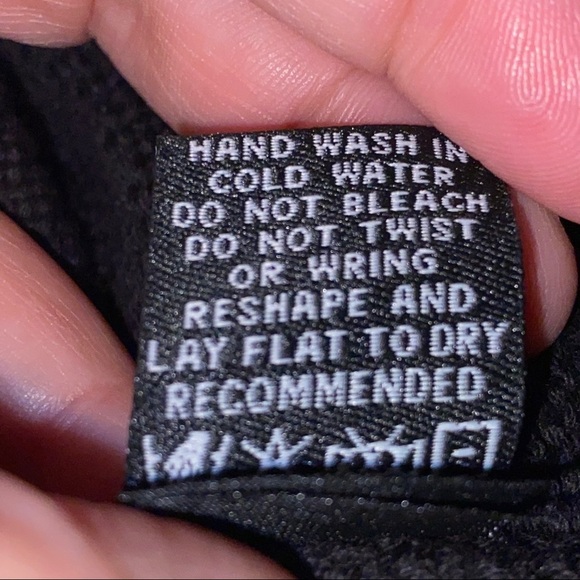 HAND WASH IN
COLD WATER
DO NOT BLEACH
DO NOT TWIST
OR WRING
RESHAPE AND
LAY FLAT TO DRY
RECOMMENDED